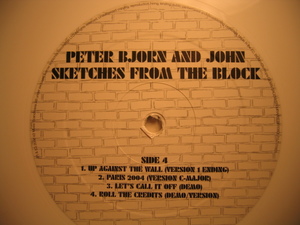 PETER BJORN AND JOHN
SKETCHES FROM THE BLOCK
SIDE 4
1. UP AGAINST THE WALL (VERSION 1 ENDING)
2. PARIS 2004 (VERSION C-MAJOR)
3. LET'S CALL IT OFF (DEMO)
4. ROLL THE CREDITS (DEMO/VERSION)